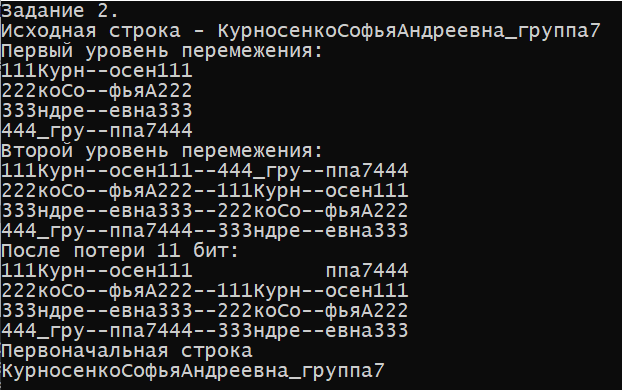 Задание 2.
Исходная строка - КурносенкоСофьяАндреевна_группа7
Первый уровень перемежения:
111Курн--осен111
222коСо--фьяА222
333ндре--евна333
444_гру--ппа7444
Второй уровень перемежения:
111Курн--осен111--444_гру--ппа7444
222коСо--фьяА222--111Курн--осен111
333ндре--евна333--222коСо--фьяА222
444_гру--ппа7444--333ндре--евна333
После потери 11 бит:
111Курн--осен111           ппа7444
222коСо--фьяА222--111Курн--осен111
333ндре--евна333--222коСо--фьяА222
444_гру--ппа7444--333ндре--евна333
Первоначальная строка
КурносенкоСофьяАндреевна_группа7